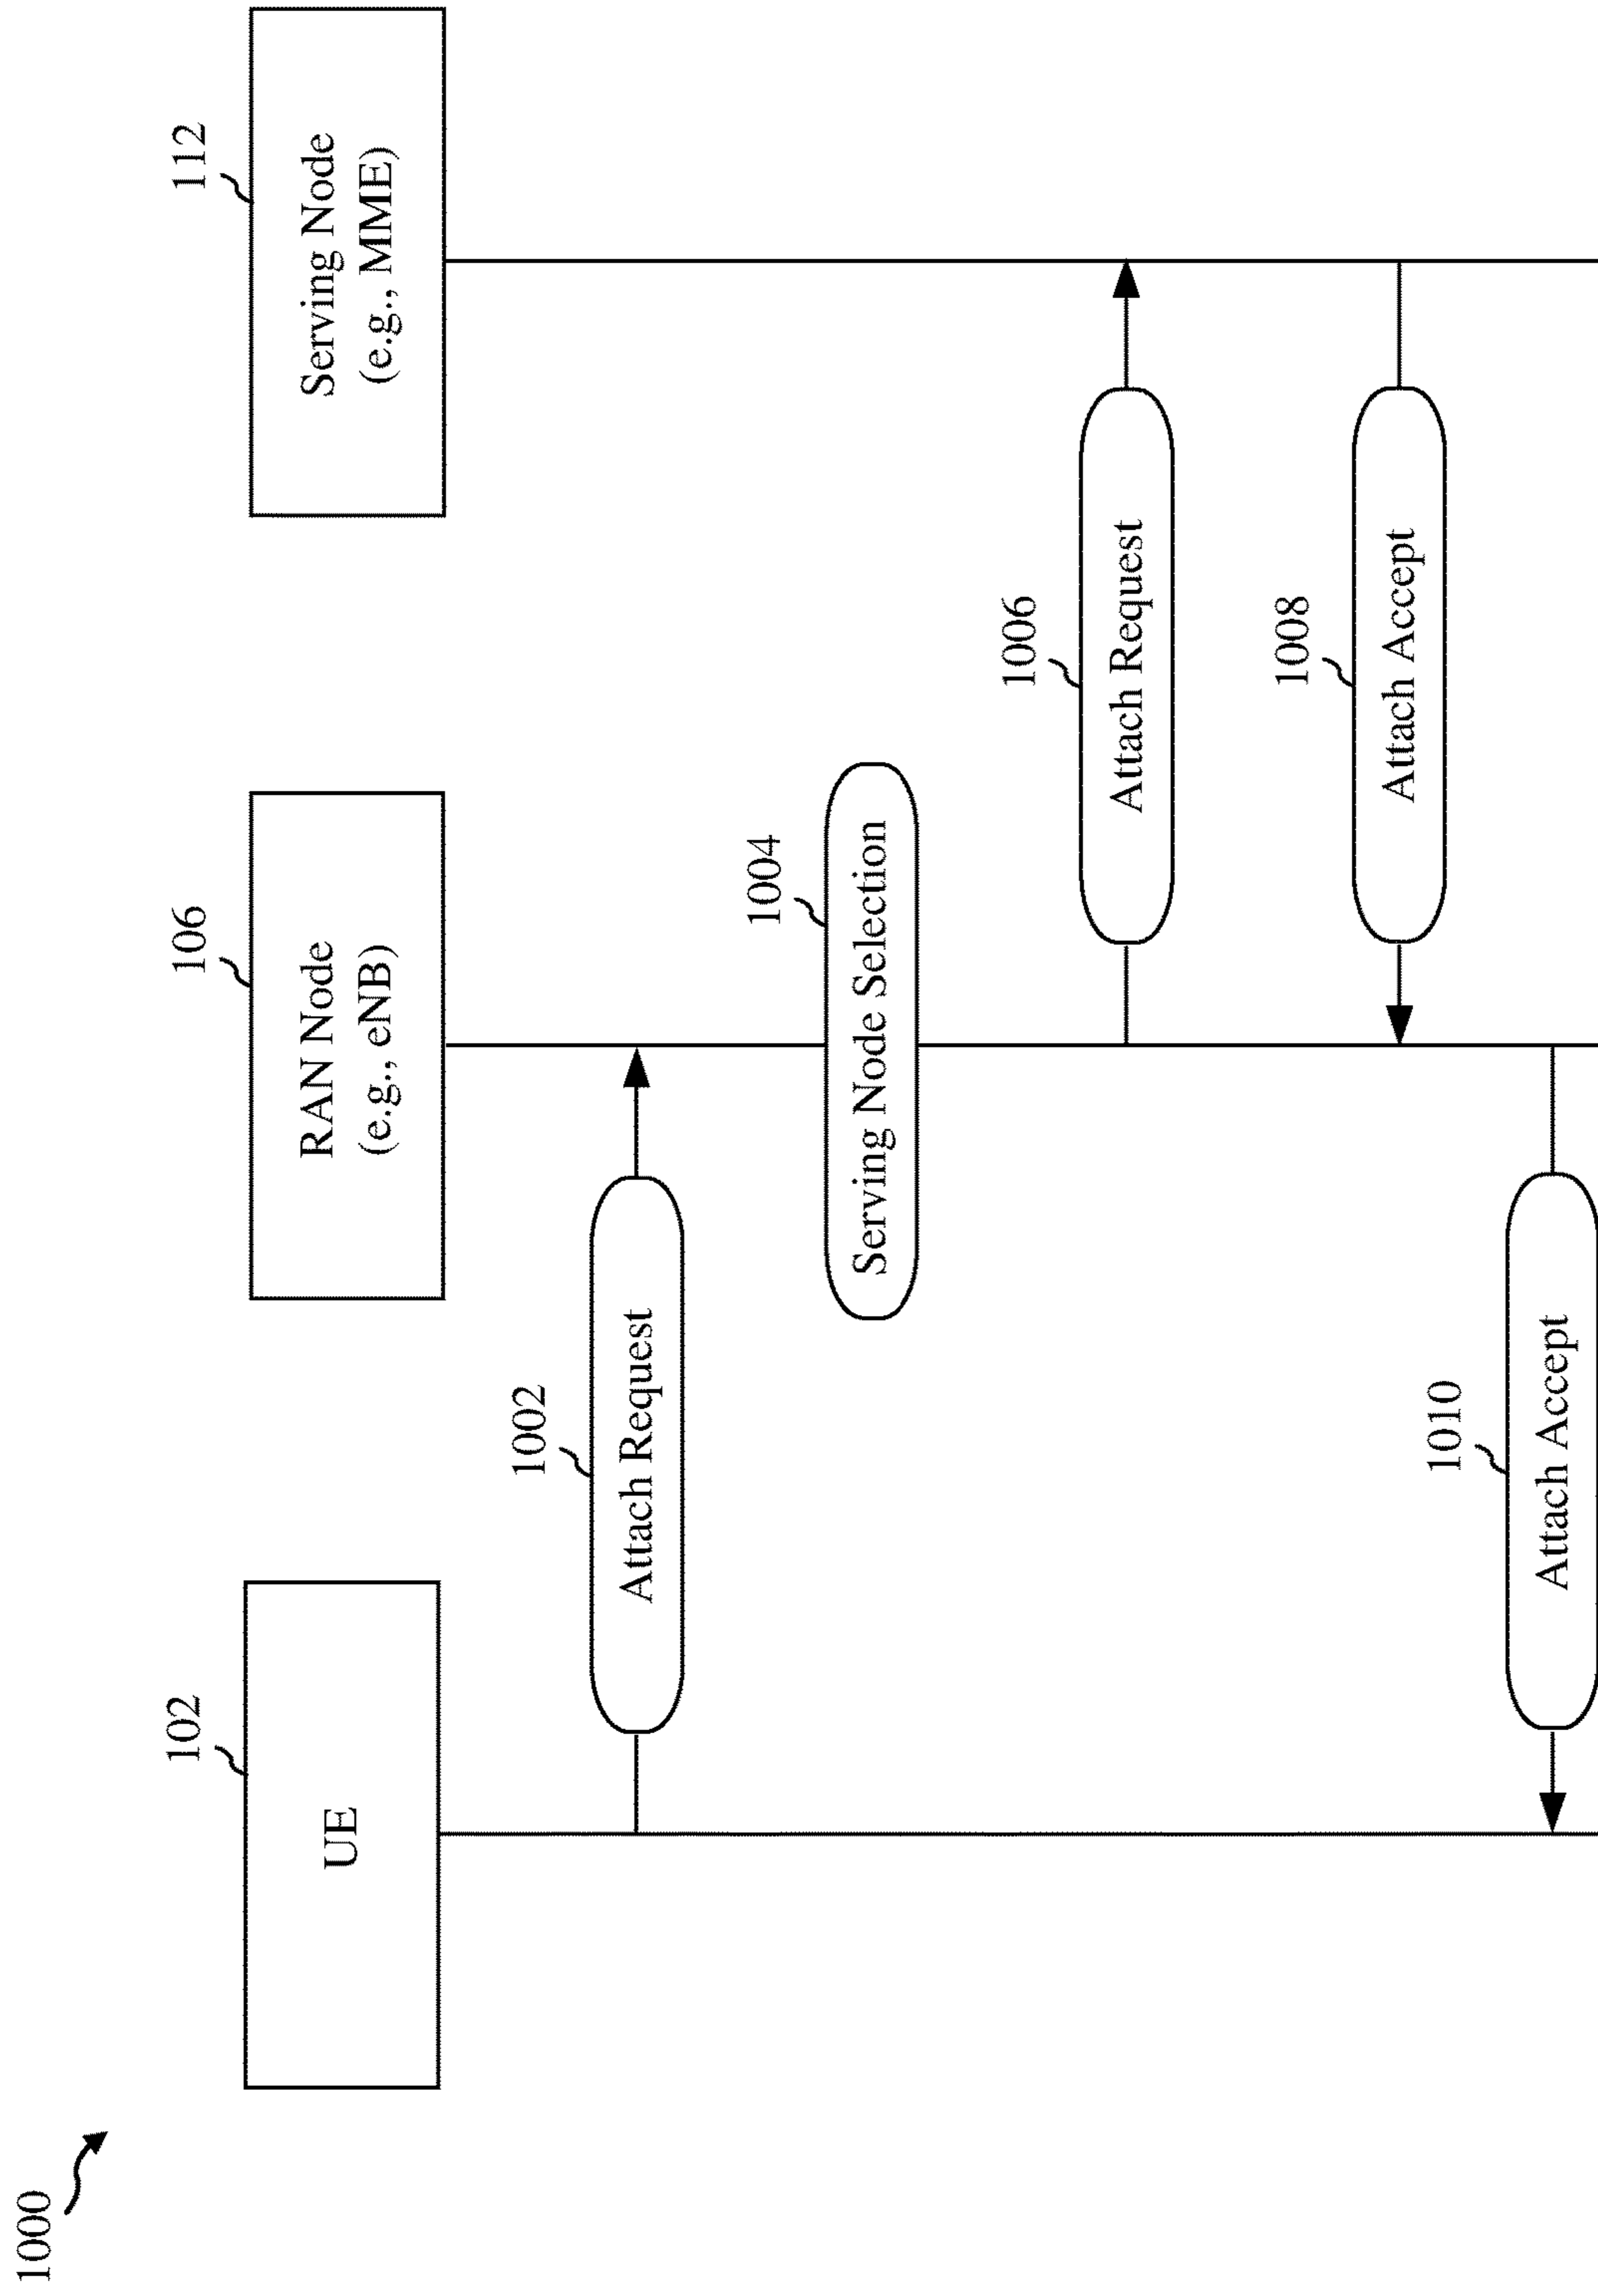 1000
102
UE
106
RAN Node
(e.g., eNB)
112
Serving Node
(e.g., MME)
1002
Attach Request
1004
Serving Node Selection
1006
Attach Request
1008
Attach Accept
1010
Attach Accept